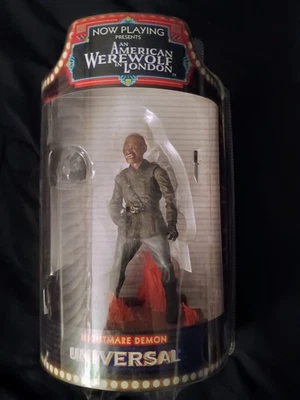 NOW PLAYING
PRESENTS
AN
AMERICAN
WEREWOLF
IN LONDON
NIGHTMARE DEMON
UNIVERSAL